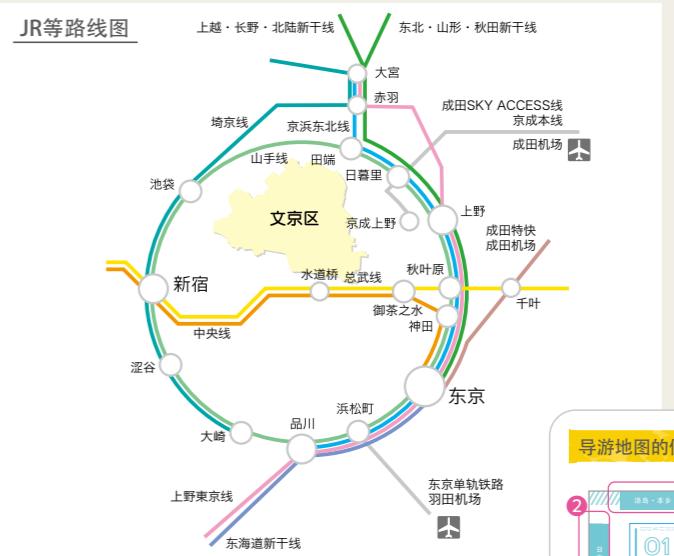 JR等路线图
上越・长野・北陆新干线
东北・山形・秋田新干线
大宫
赤羽
埼京线
京浜东北线
成田SKY ACCESS线
京成本线
成田机场
山手线
田端
日暮里
池袋
文京区
京成上野
上野
成田特快
成田机场
新宿
水道桥
总武线
秋叶原
御茶之水
神田
千叶
中央线
涩谷
东京
浜松町
品川
大崎
上野東京线
东海道新干线
东京单轨铁路
羽田机场
导游地图的
2
01